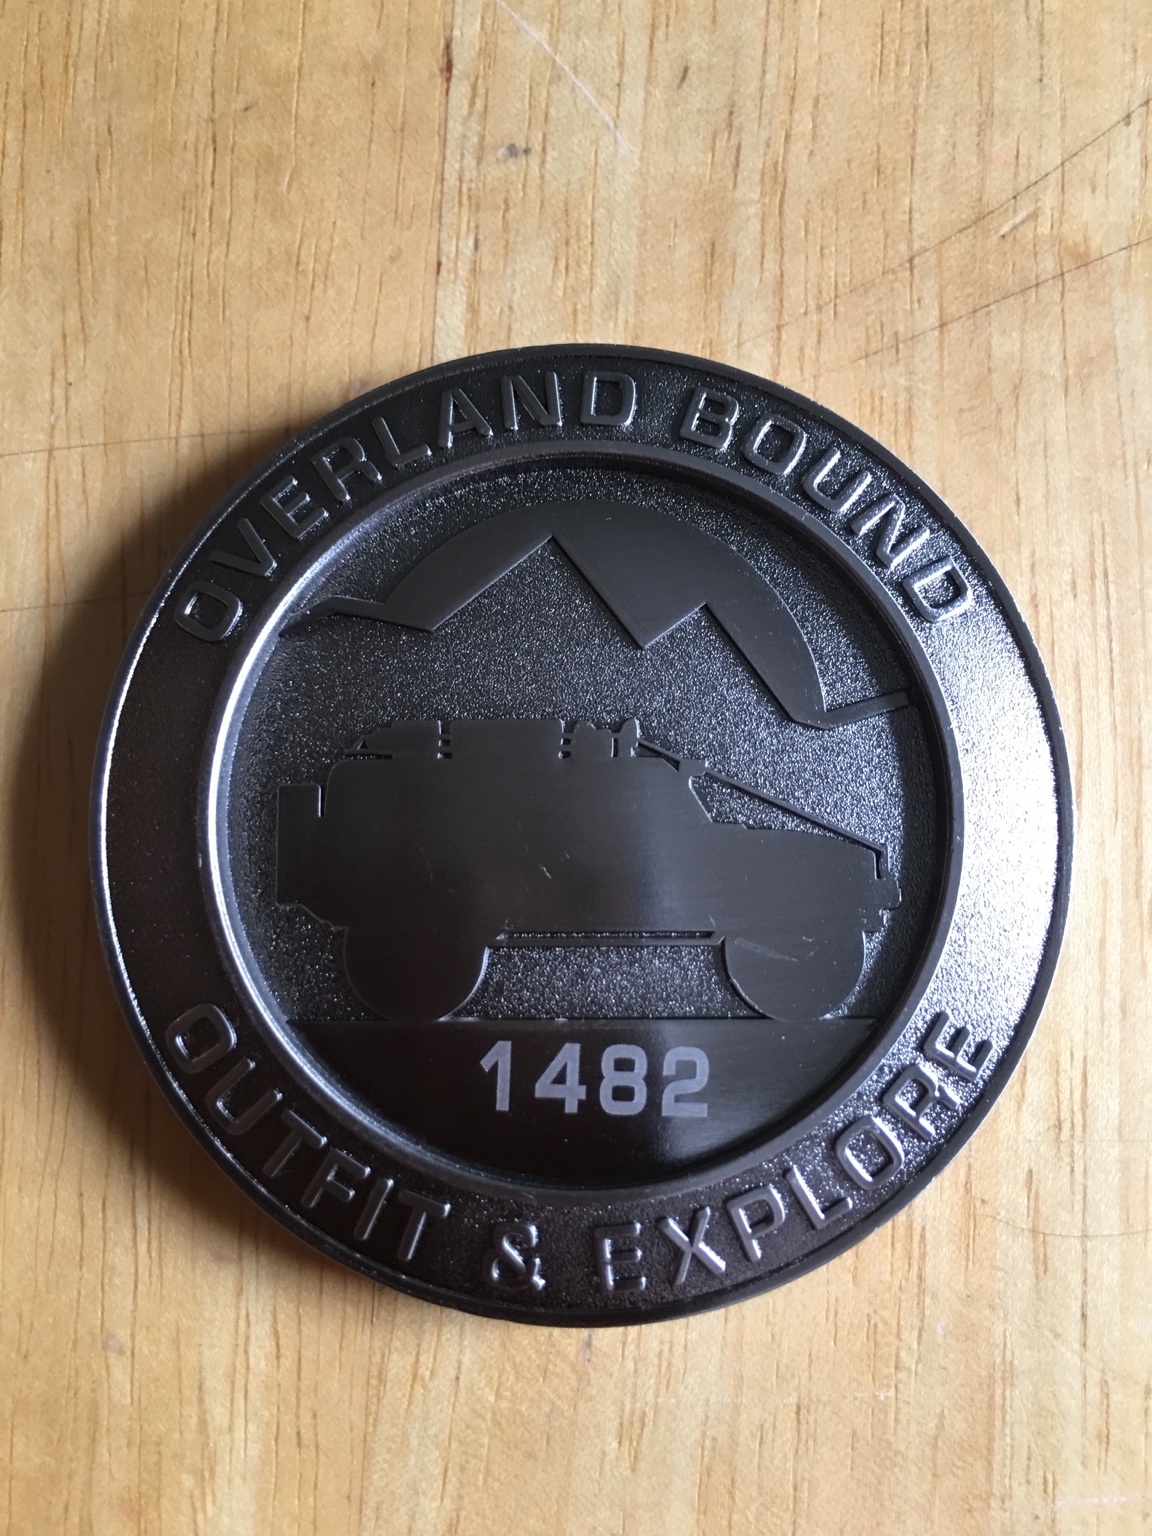 OVERLAND BOUND
1482
OUTFIT & EXPLORE